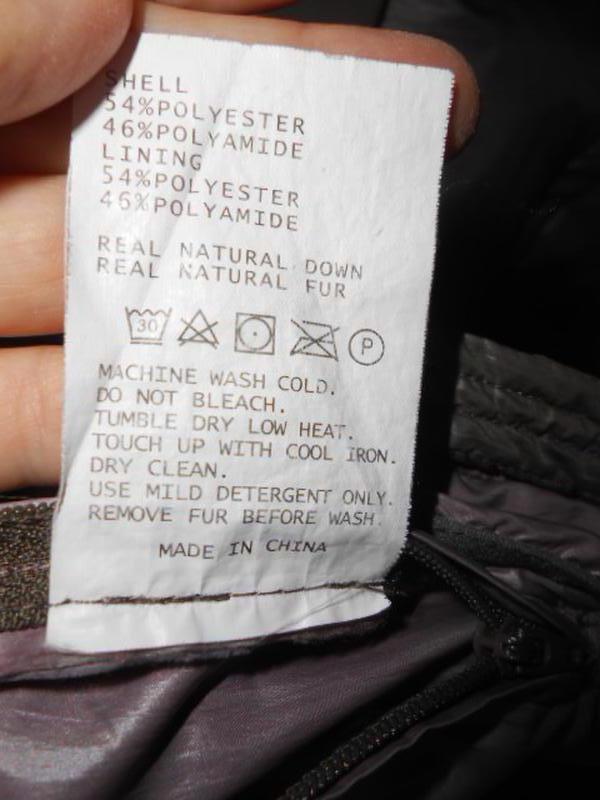 SHELL
54%POLYESTER
46%POLYAMIDE
LINING
54%POLYESTER
46%POLYAMIDE
REAL NATURAL DOWN
REAL NATURAL FUR
30 P
MACHINE WASH COLD.
DO NOT BLEACH.
TUMBLE DRY LOW HEAT.
TOUCH UP WITH COOL IRON.
DRY CLEAN.
USE MILD DETERGENT ONLY.
REMOVE FUR BEFORE WASH.
MADE IN CHINA